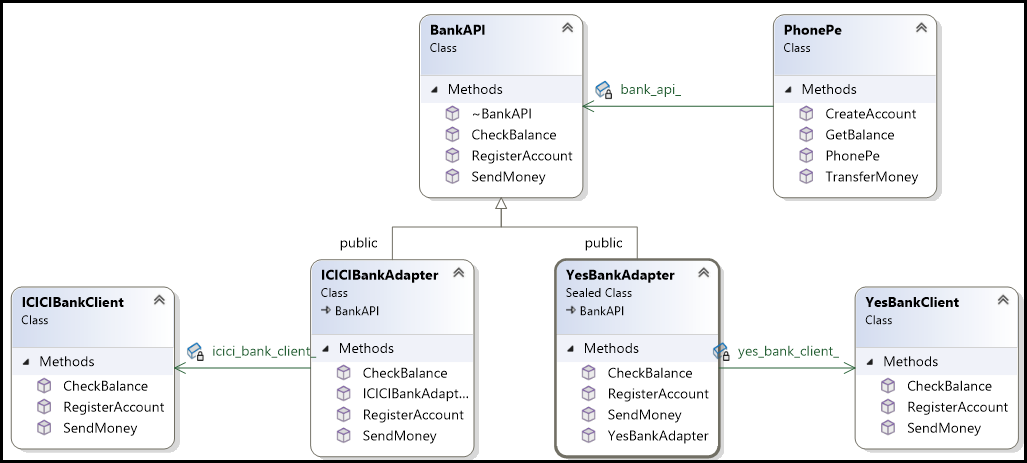 BankAPI
Class
Methods
~BankAPI
CheckBalance
RegisterAccount
SendMoney
bank_api_
PhonePe
Class
Methods
CreateAccount
GetBalance
PhonePe
TransferMoney
public
public
ICICIBankClient
Class
Methods
CheckBalance
RegisterAccount
SendMoney
icici_bank_client_
ICICIBankAdapter
Class
BankAPI
Methods
CheckBalance
ICICIBankAdapt...
RegisterAccount
SendMoney
YesBankAdapter
Sealed Class
BankAPI
Methods
CheckBalance
RegisterAccount
SendMoney
YesBankAdapter
yes_bank_client_
YesBankClient
Class
Methods
CheckBalance
RegisterAccount
SendMoney